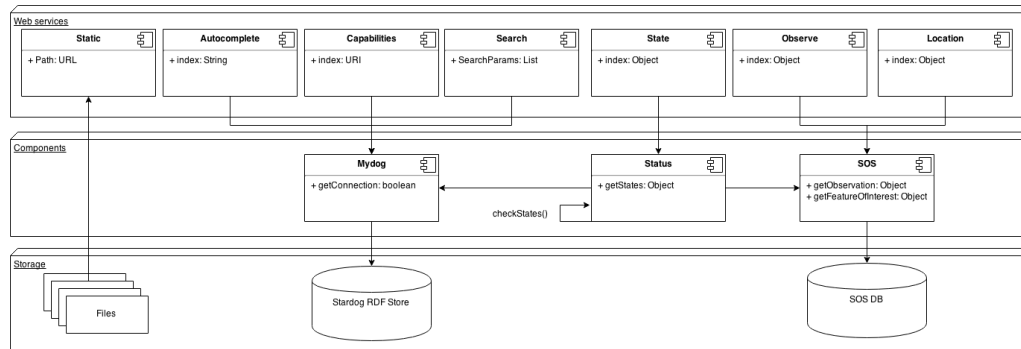 Web services
Static
+ Path: URL
Autocomplete
+ index: String
Capabilities
+ index: URI
Search
+ SearchParams: List
State
+ index: Object
Observe
+ index: Object
Location
+ index: Object
Components
Mydog
+ getConnection: boolean
Status
+ getStates: Object
checkStates()
SOS
+ getObservation: Object
+ getFeatureOfInterest: Object
Storage
Files
Stardog RDF Store
SOS DB